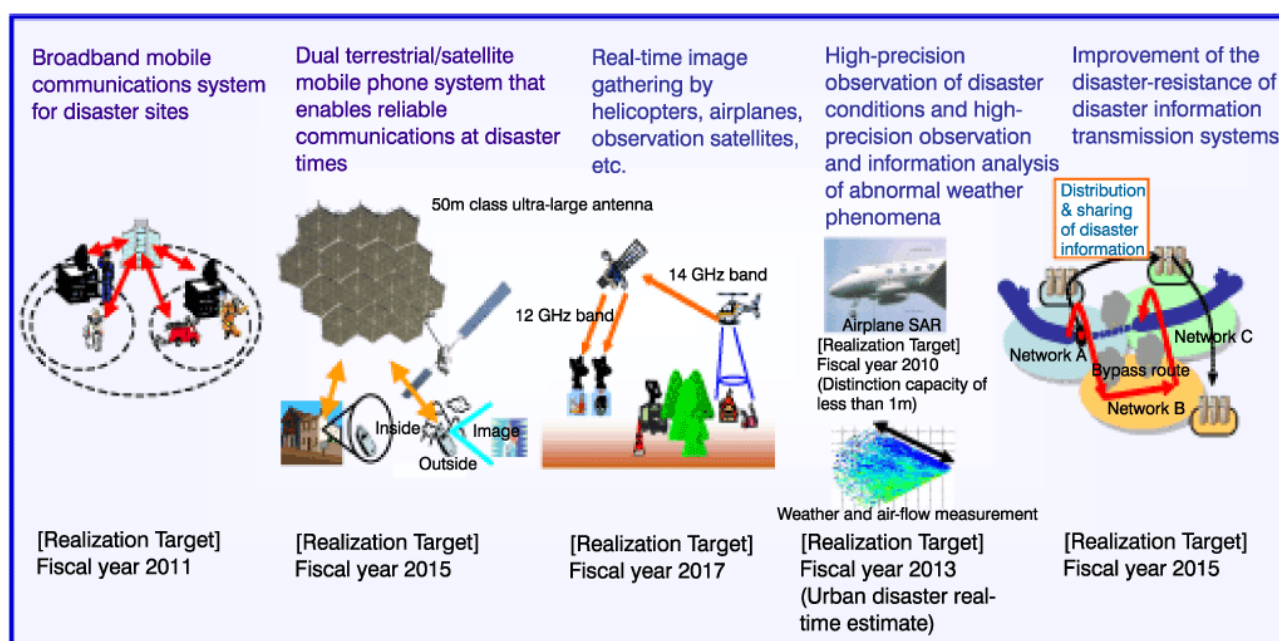 Broadband mobile
communications system
for disaster sites
Dual terrestrial/satellite
mobile phone system that
enables reliable
communications at disaster
times
Real-time image
gathering by
helicopters, airplanes,
observation satellites,
etc.
High-precision
observation of disaster
conditions and high-
precision observation
and information analysis
of abnormal weather
phenomena
Improvement of the
disaster-resistance of
disaster information
transmission systems
50m class ultra-large antenna
Inside
Image
Outside
14 GHz band
12 GHz band
Airplane SAR
[Realization Target]
Fiscal year 2010
(Distinction capacity of
less than 1m)
Weather and air-flow measurement
Distribution
& sharing
of disaster
information
Network A
Network C
Bypass route
Network B
[Realization Target]
Fiscal year 2011
[Realization Target]
Fiscal year 2015
[Realization Target]
Fiscal year 2017
[Realization Target]
Fiscal year 2013
(Urban disaster real-
time estimate)
[Realization Target]
Fiscal year 2015